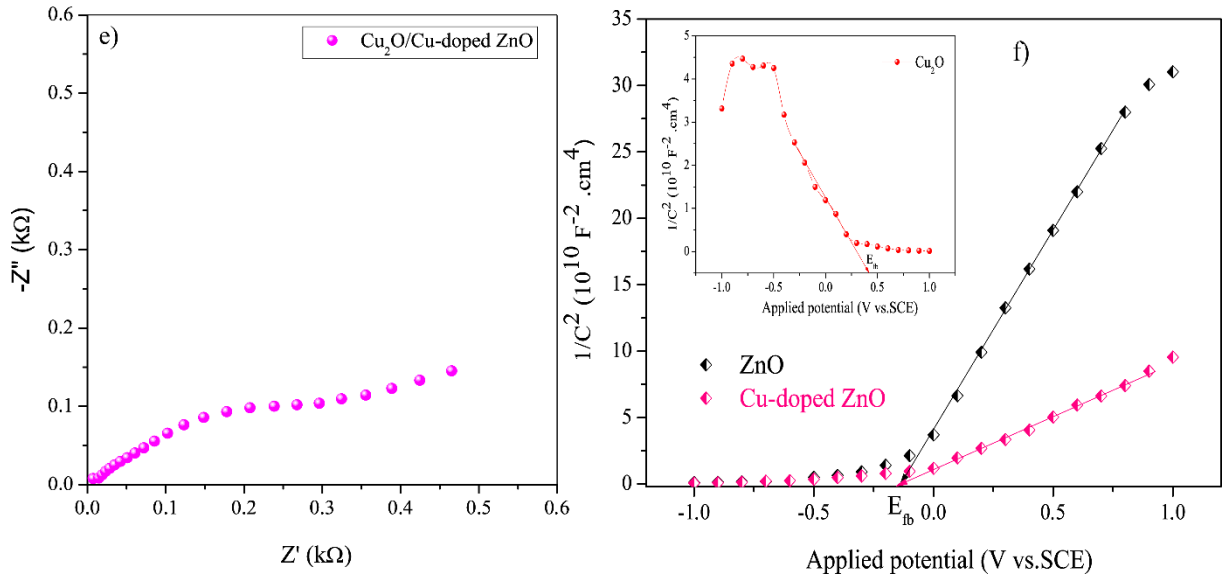 e)
Cu₂O/Cu-doped ZnO
-Z" (kΩ)
0.6
0.5
0.4
0.3
0.2
0.1
0.0
0.0 0.1 0.2 0.3 0.4 0.5 0.6
Z' (kΩ)
f)
1/C² (10¹⁰ F⁻² .cm⁴)
35
30
25
20
15
10
5
0
-1.0 -0.5 0.0 0.5 1.0
E_fb
Applied potential (V vs.SCE)
ZnO
Cu-doped ZnO
Cu₂O
1/C² (10¹⁰ F⁻² .cm⁴)
5
4
3
2
1
0
-1.0 -0.5 0.0 0.5 1.0
E_fb
Applied potential (V vs.SCE)